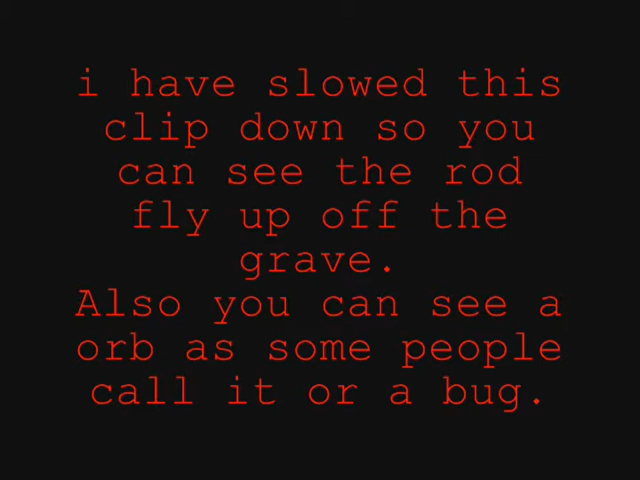 i have slowed this
clip down so you
can see the rod
fly up off the
grave.
Also you can see a
orb as some people
call it or a bug.